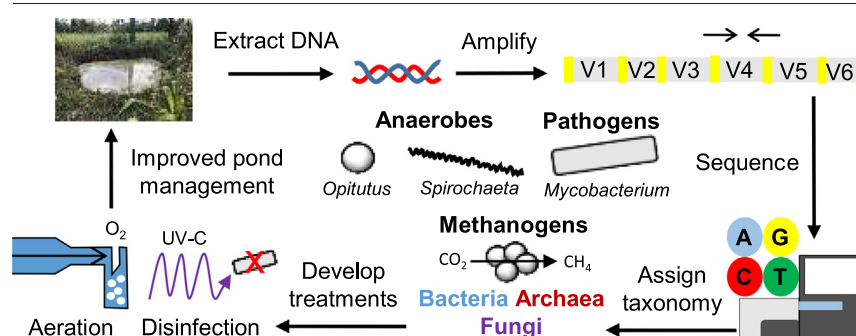 Extract DNA
Amplify
V1 V2 V3 V4 V5 V6
Anaerobes
Pathogens
Opitutus
Spirochaeta
Mycobacterium
Improved pond
management
Sequence
Methanogens
CO2
CH4
A G
C T
O2
UV-C
X
Develop
treatments
Assign
taxonomy
Bacteria Archaea
Fungi
Aeration
Disinfection